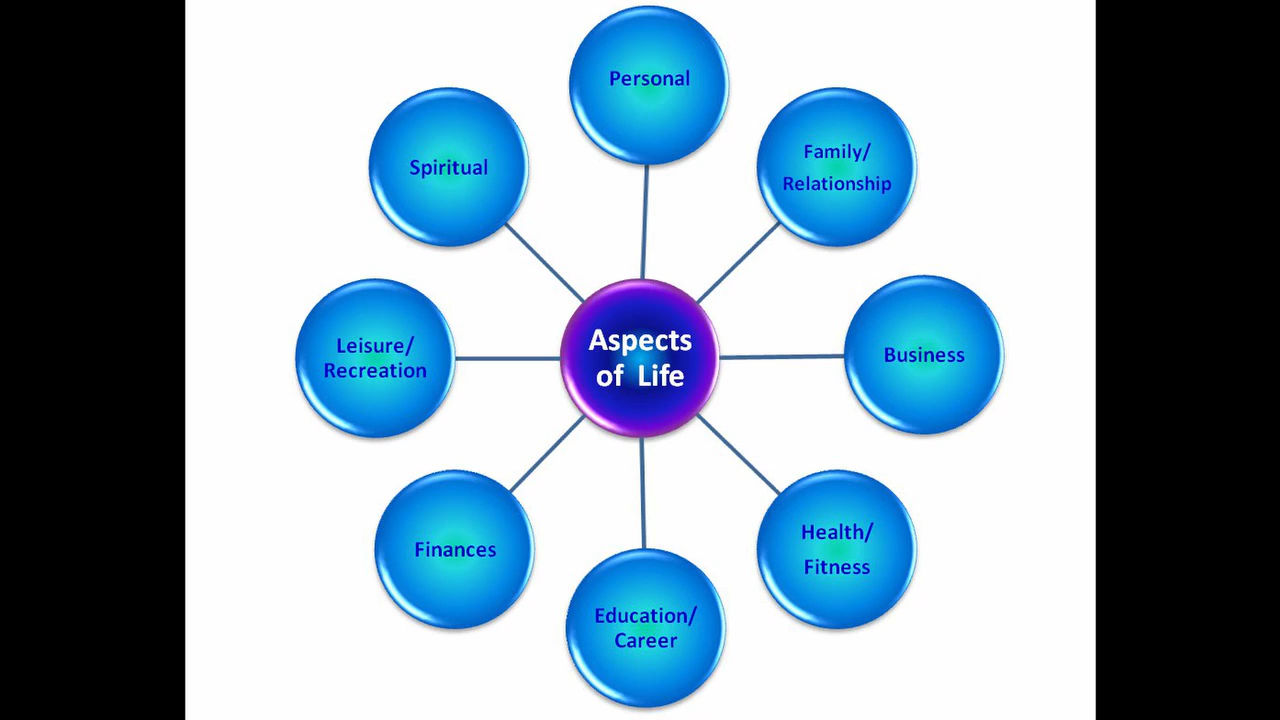 Personal
Family/
Relationship
Spiritual
Aspects
of Life
Leisure/
Recreation
Business
Health/
Fitness
Finances
Education/
Career